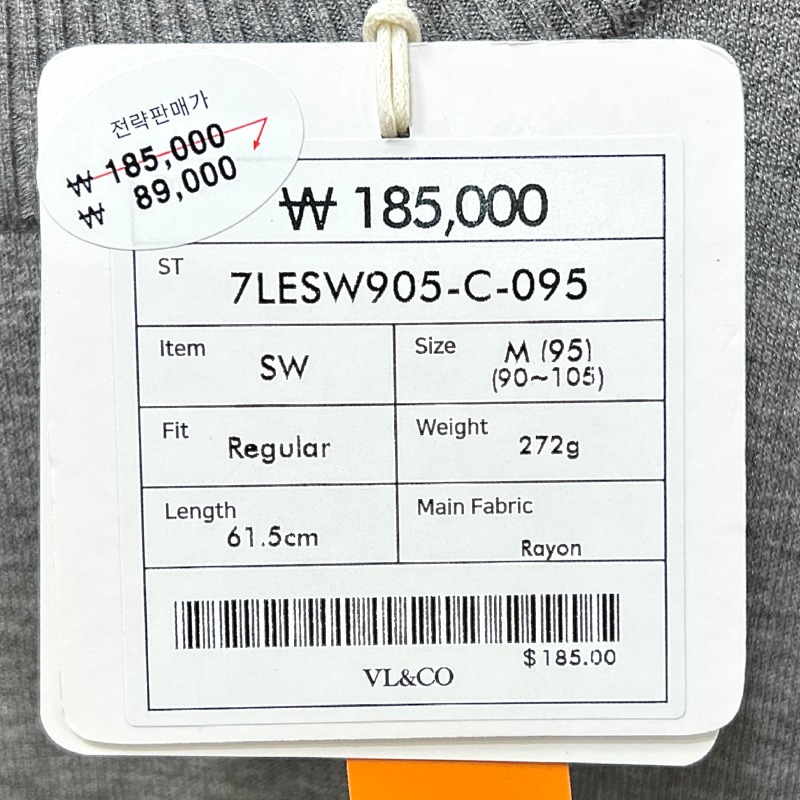 전략판매가
₩ 185,000
₩ 89,000
₩ 185,000
ST
7LESW905-C-095
Item
SW
Size
M (95)
(90~105)
Fit
Regular
Weight
272g
Length
61.5cm
Main Fabric
Rayon
$185.00
VL&CO